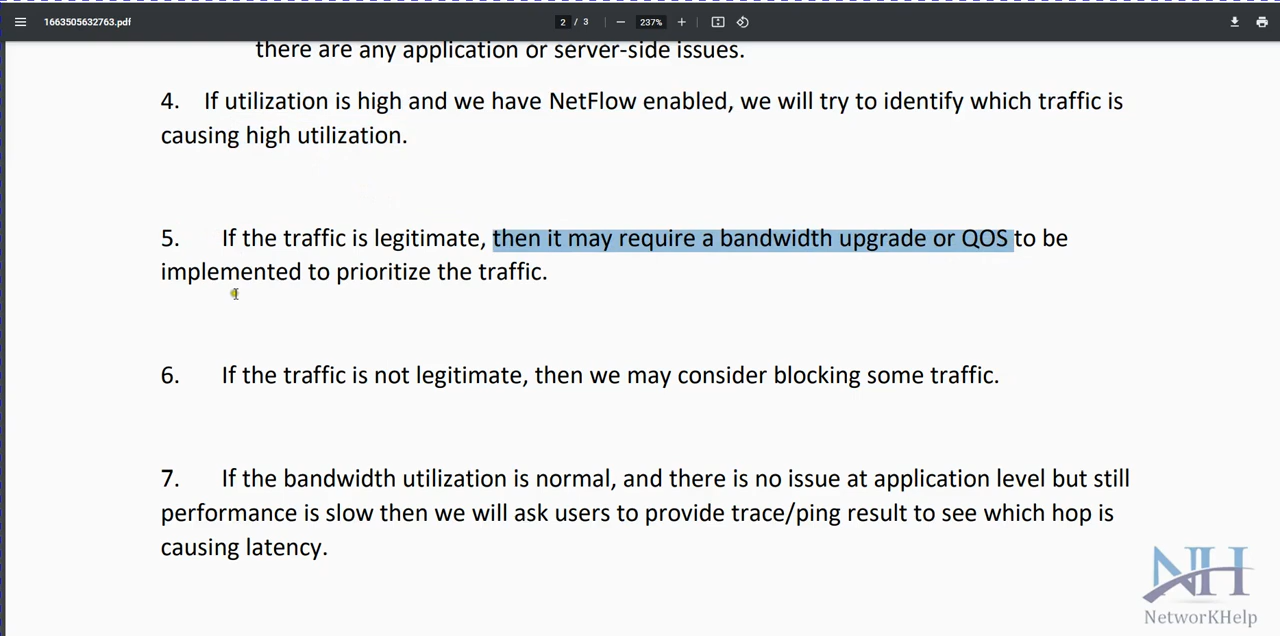 1663505632763.pdf
2 / 3
237%
there are any application or server-side issues.
4. If utilization is high and we have NetFlow enabled, we will try to identify which traffic is
causing high utilization.
5. If the traffic is legitimate, then it may require a bandwidth upgrade or QOS to be
implemented to prioritize the traffic.
6. If the traffic is not legitimate, then we may consider blocking some traffic.
7. If the bandwidth utilization is normal, and there is no issue at application level but still
performance is slow then we will ask users to provide trace/ping result to see which hop is
causing latency.
NH
NetworKHelp